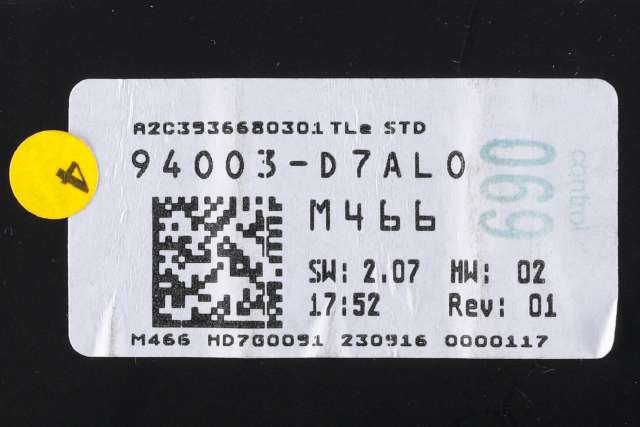 A2C3936680301 TLe STD
94003-D7AL0
M466
SW: 2.07 HW: 02
17:52 Rev: 01
M466 HD7G0091 230916 0000117
069
control
4